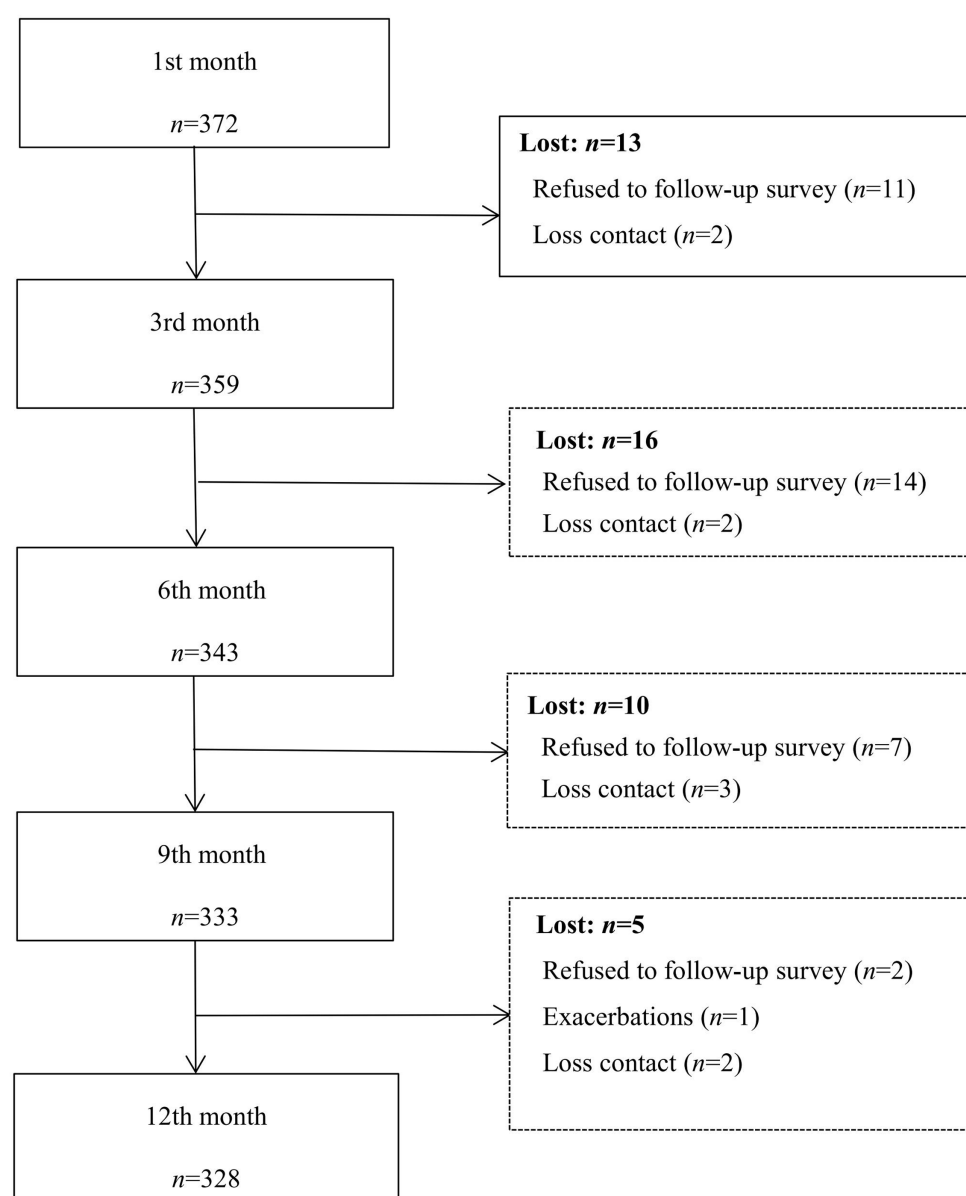 1st month
n=372
Lost: n=13
Refused to follow-up survey (n=11)
Loss contact (n=2)
3rd month
n=359
Lost: n=16
Refused to follow-up survey (n=14)
Loss contact (n=2)
6th month
n=343
Lost: n=10
Refused to follow-up survey (n=7)
Loss contact (n=3)
9th month
n=333
Lost: n=5
Refused to follow-up survey (n=2)
Exacerbations (n=1)
Loss contact (n=2)
12th month
n=328